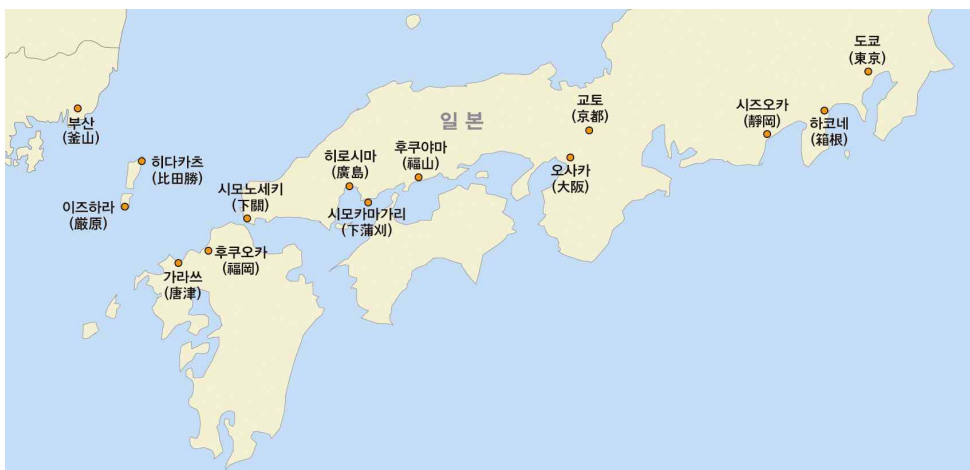 도쿄
(東京)
교토
(京都)
시즈오카
(靜岡)
하코네
(箱根)
부산
(釜山)
일본
히다카츠
(比田勝)
히로시마
(廣島)
후쿠야마
(福山)
오사카
(大阪)
이즈하라
(厳原)
시모노세키
(下關)
시모카마가리
(下蒲刈)
후쿠오카
(福岡)
가라쓰
(唐津)